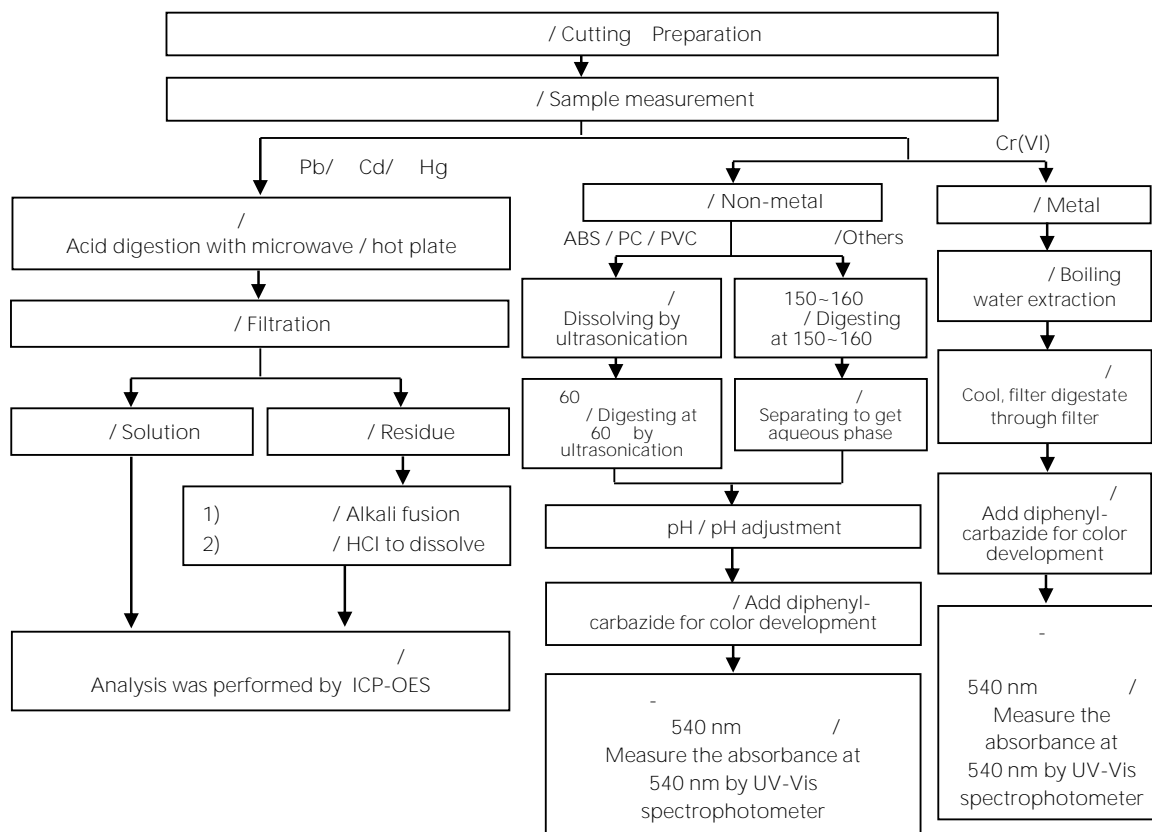 / Cutting Preparation
/ Sample measurement
Pb/ Cd/ Hg
Cr(VI)
/
Acid digestion with microwave / hot plate
/ Filtration
/ Solution
/ Residue
1) / Alkali fusion
2) / HCl to dissolve
/
Analysis was performed by ICP-OES
/ Non-metal
ABS / PC / PVC
/Others
/
Dissolving by
ultrasonication
60
/ Digesting at
60 by
ultrasonication
150~160
/ Digesting
at 150~160
/
Separating to get
aqueous phase
pH / pH adjustment
/ Add diphenyl-
carbazide for color development
-
540 nm /
Measure the absorbance at
540 nm by UV-Vis
spectrophotometer
/ Metal
/ Boiling
water extraction
/
Cool, filter digestate
through filter
/
Add diphenyl-
carbazide for color
development
-
540 nm /
Measure the
absorbance at
540 nm by UV-Vis
spectrophotometer